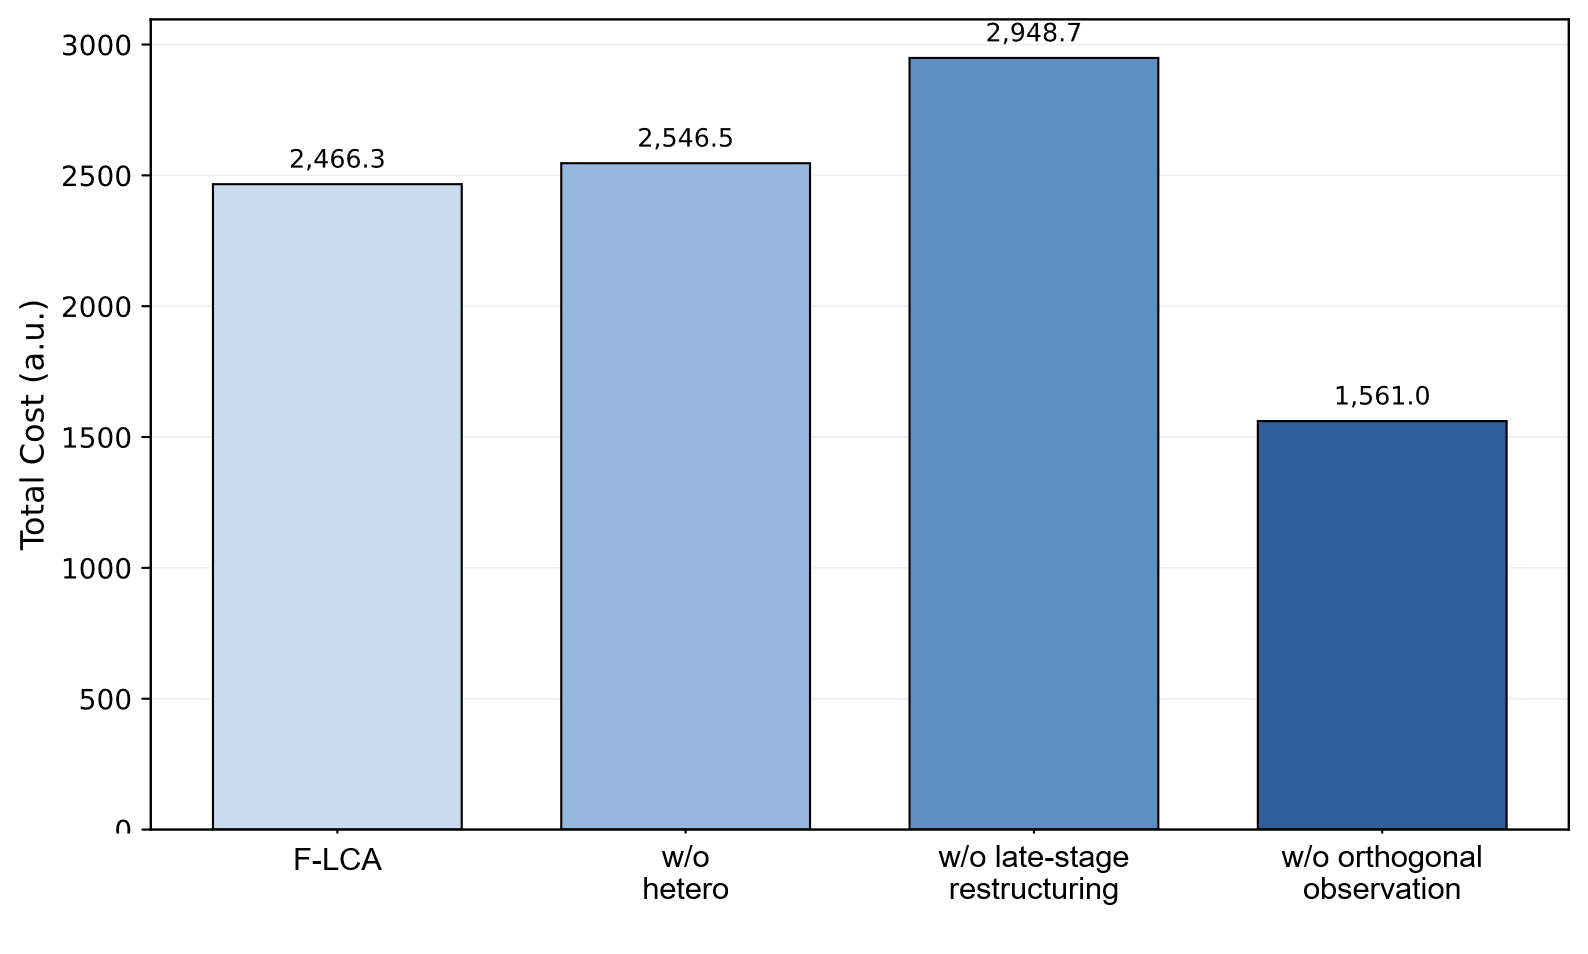 3000
2500
2000
1500
1000
500
0
Total Cost (a.u.)
2,466.3
2,546.5
2,948.7
1,561.0
F-LCA
w/o
hetero
w/o late-stage
restructuring
w/o orthogonal
observation